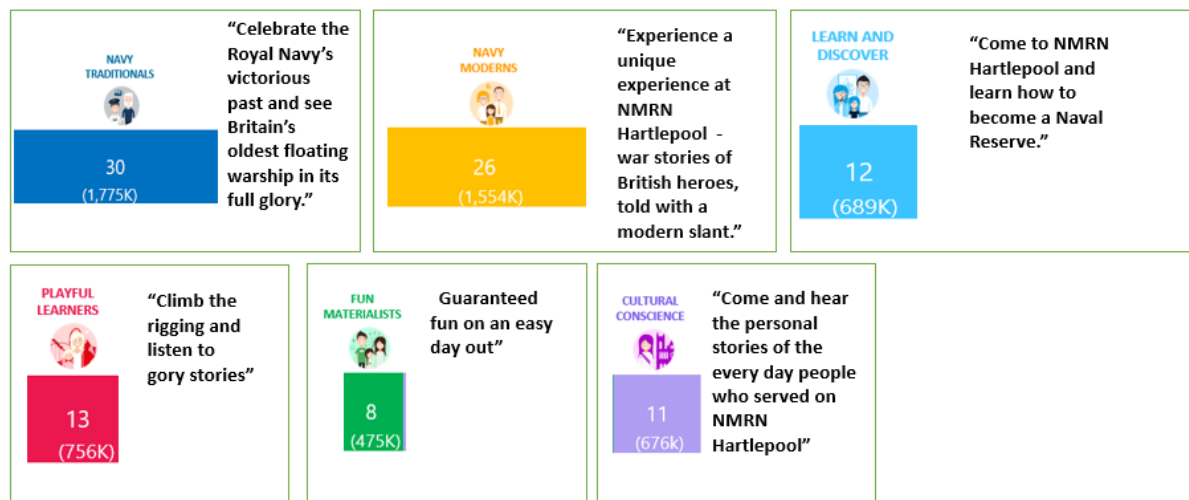 NAVY
TRADITIONALS
30
(1,775K)
“Celebrate the
Royal Navy’s
victorious
past and see
Britain’s
oldest floating
warship in its
full glory.”
NAVY
MODERNS
26
(1,554K)
“Experience a
unique
experience at
NMRN
Hartlepool -
war stories of
British heroes,
told with a
modern slant.”
LEARN AND
DISCOVER
12
(689K)
“Come to NMRN
Hartlepool and
learn how to
become a Naval
Reserve.”
PLAYFUL
LEARNERS
13
(756K)
“Climb the
rigging and
listen to
gory stories”
FUN
MATERIALISTS
8
(475K)
Guaranteed
fun on an easy
day out”
CULTURAL
CONSCIENCE
11
(676k)
“Come and hear
the personal
stories of the
every day people
who served on
NMRN
Hartlepool”